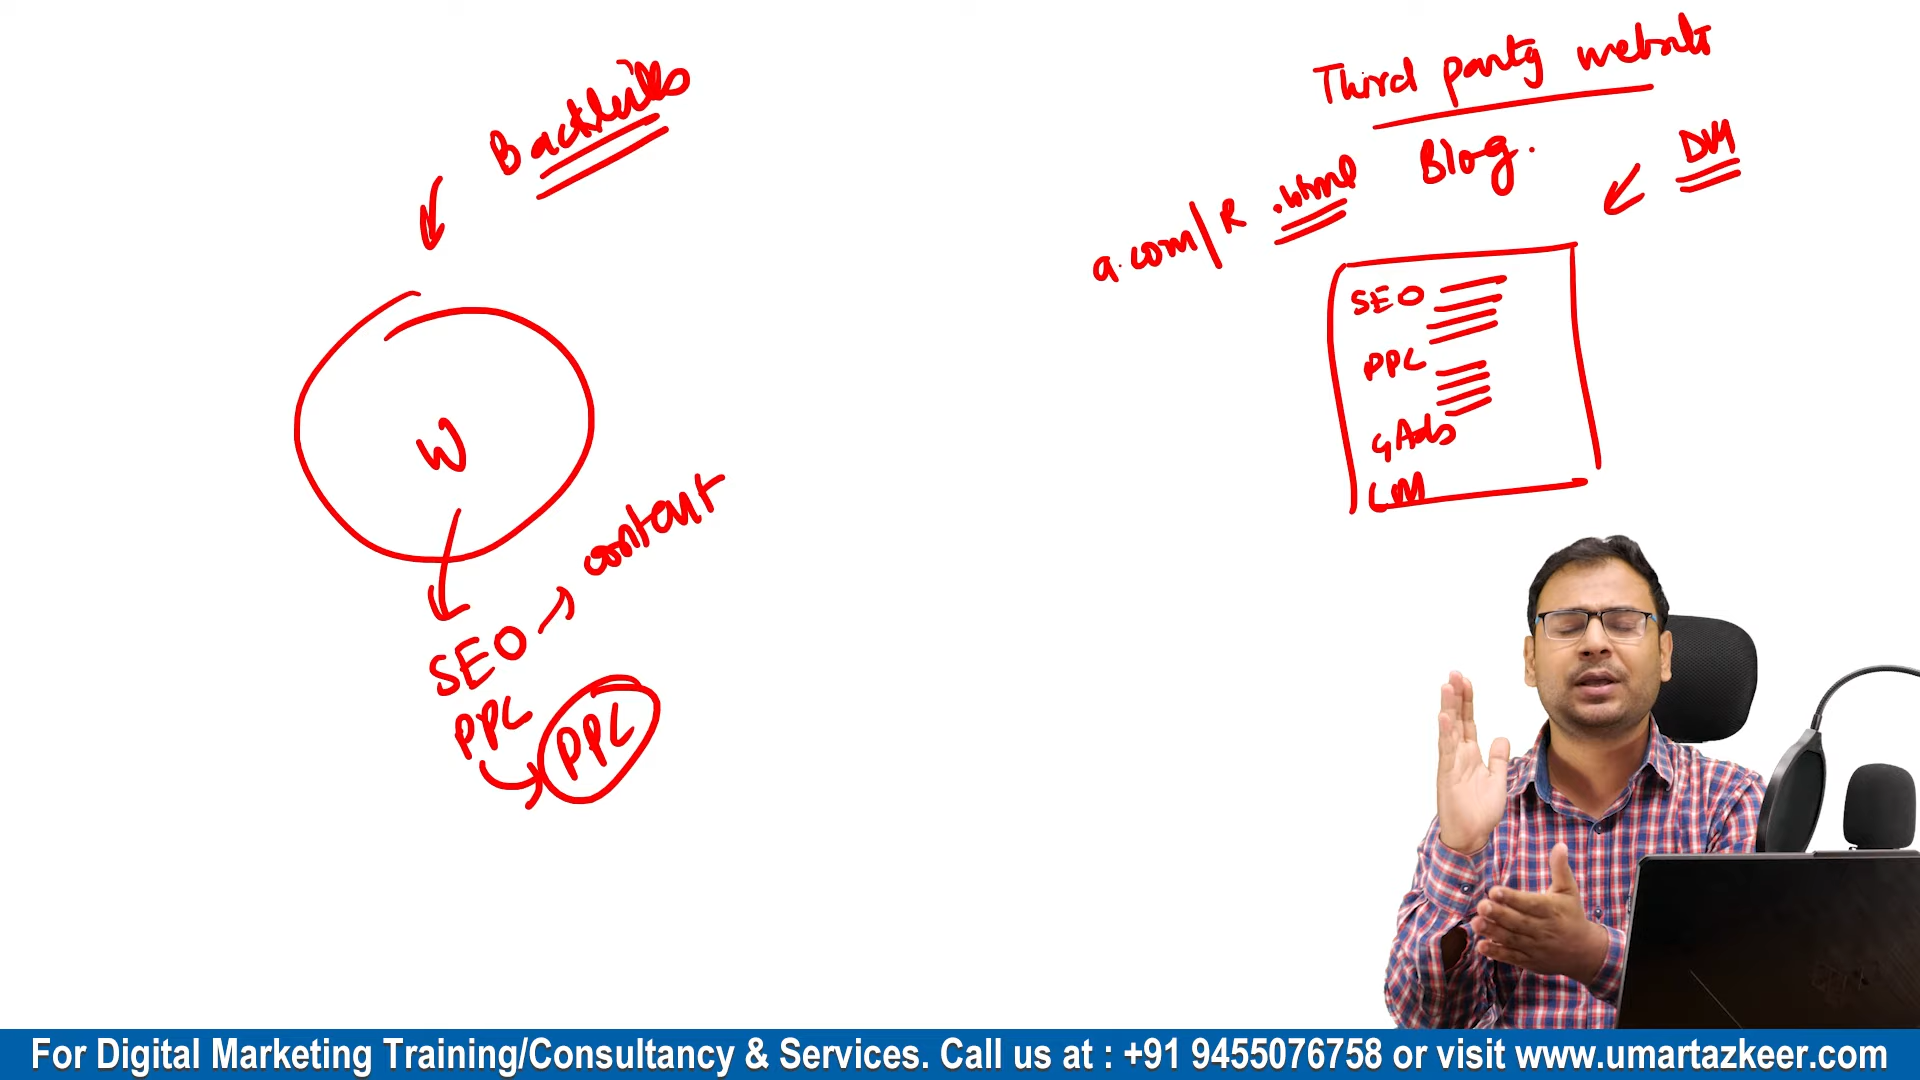 Backlinks
W
SEO → content
PPC
PPC
Third party website
Blog.
DM
a.com/R .html
SEO
PPC
GAds
CM
For Digital Marketing Training/Consultancy & Services. Call us at : +91 9455076758 or visit www.umartazkeer.com